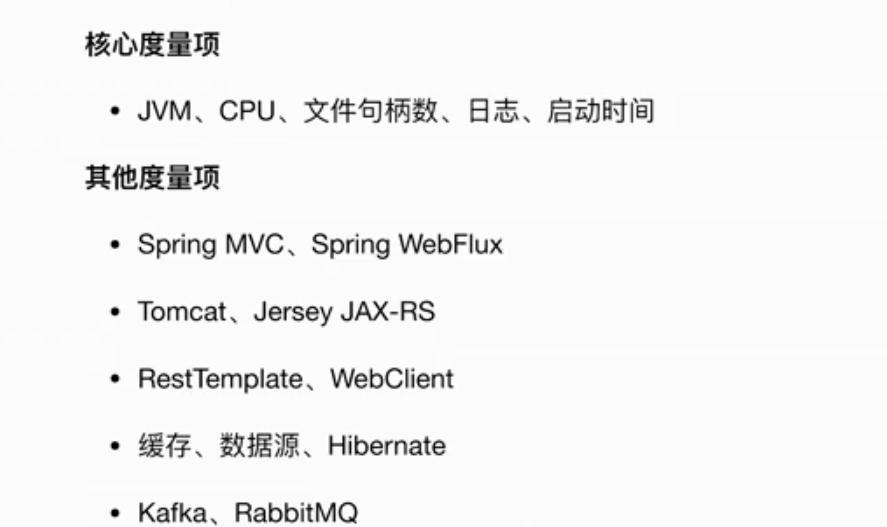 核心度量项
• JVM、CPU、文件句柄数、日志、启动时间
其他度量项
• Spring MVC、Spring WebFlux
• Tomcat、Jersey JAX-RS
• RestTemplate、WebClient
• 缓存、数据源、Hibernate
• Kafka、RabbitMQ